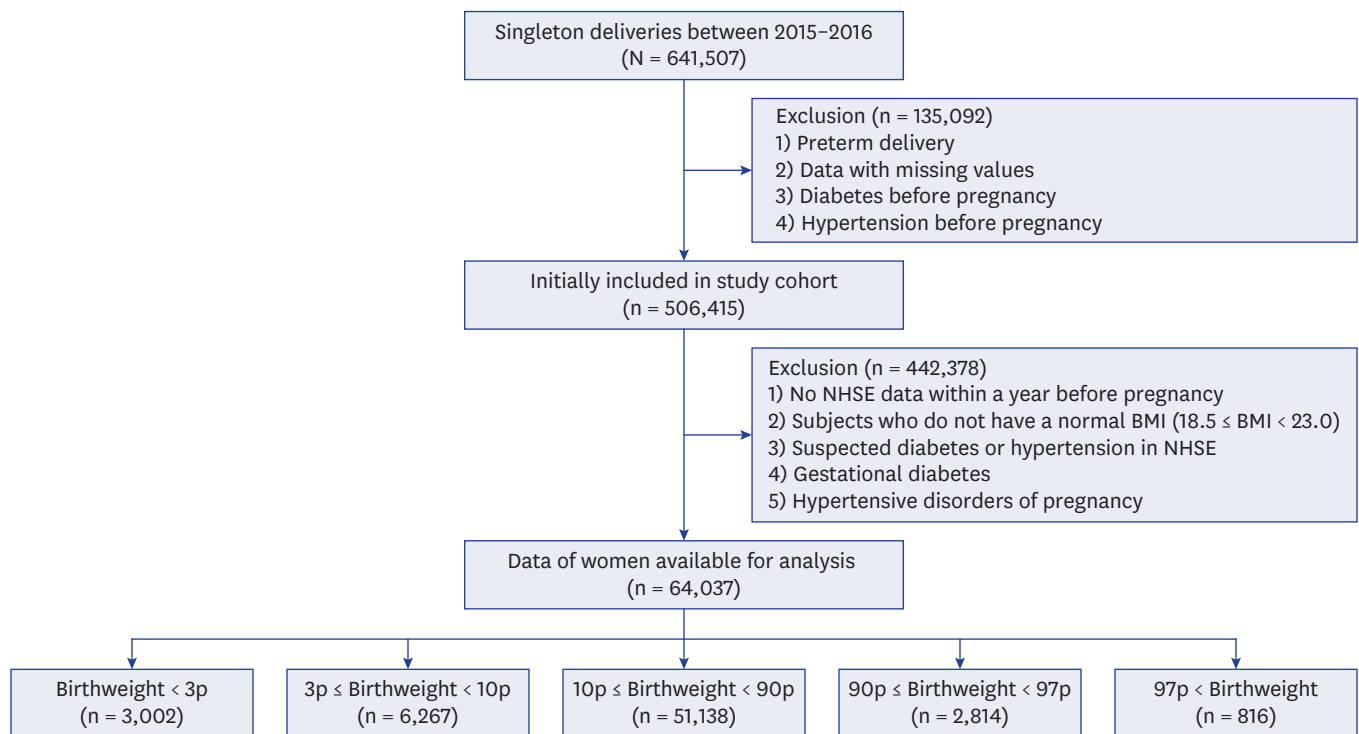 Singleton deliveries between 2015–2016
(N = 641,507)
Exclusion (n = 135,092)
1) Preterm delivery
2) Data with missing values
3) Diabetes before pregnancy
4) Hypertension before pregnancy
Initially included in study cohort
(n = 506,415)
Exclusion (n = 442,378)
1) No NHSE data within a year before pregnancy
2) Subjects who do not have a normal BMI (18.5 ≤ BMI < 23.0)
3) Suspected diabetes or hypertension in NHSE
4) Gestational diabetes
5) Hypertensive disorders of pregnancy
Data of women available for analysis
(n = 64,037)
Birthweight < 3p
(n = 3,002)
3p ≤ Birthweight < 10p
(n = 6,267)
10p ≤ Birthweight < 90p
(n = 51,138)
90p ≤ Birthweight < 97p
(n = 2,814)
97p < Birthweight
(n = 816)